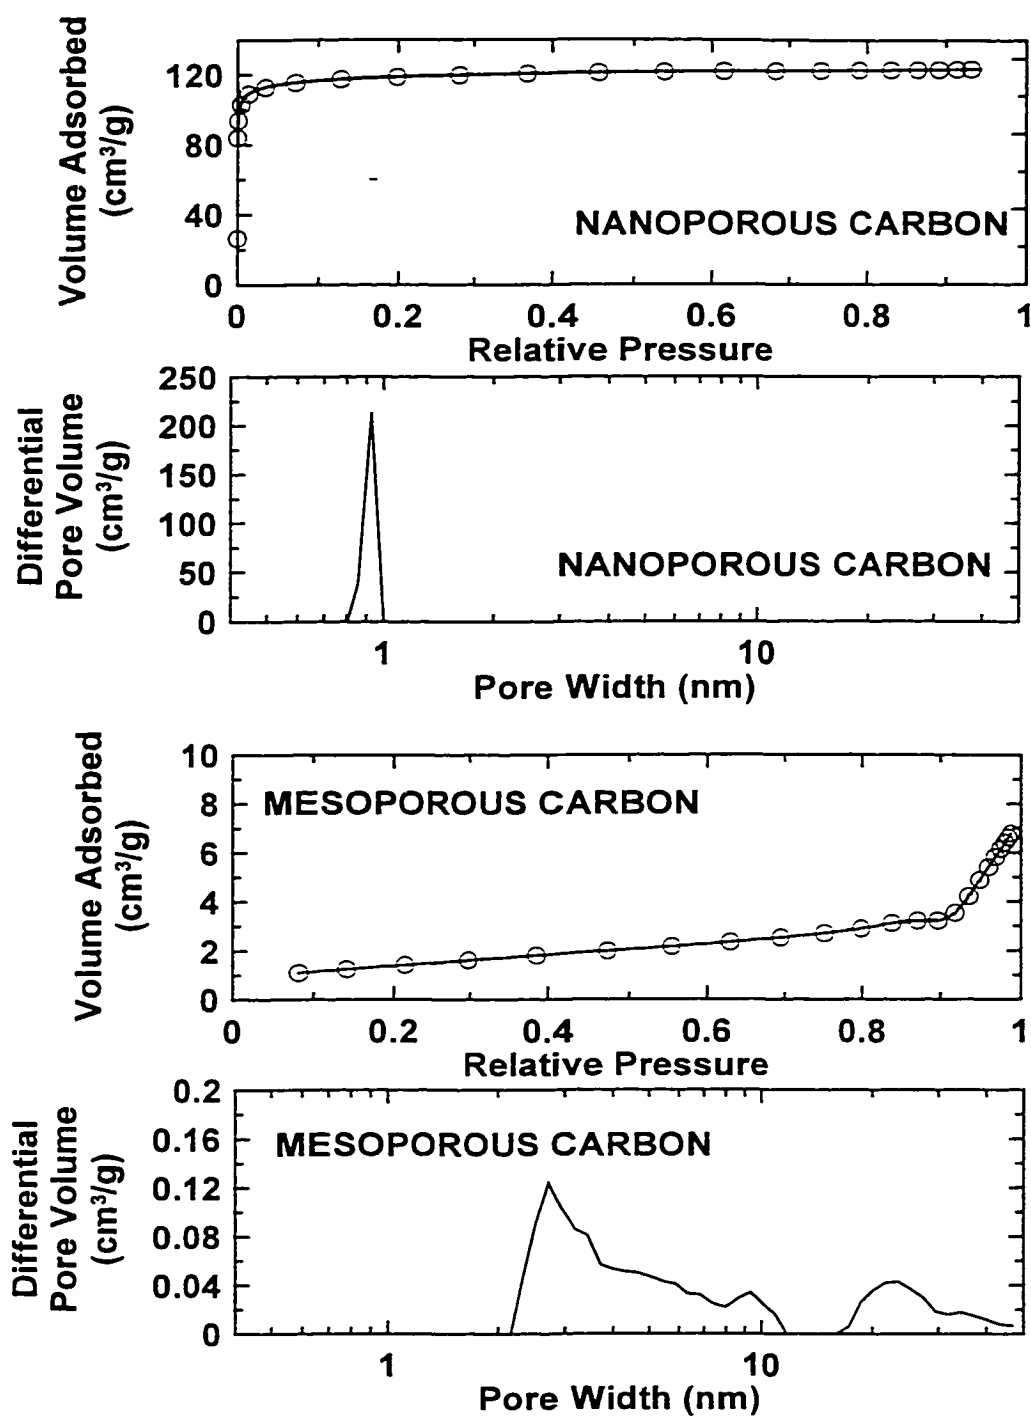 Volume Adsorbed
(cm³/g)
120
80
40
0
NANOPOROUS CARBON
0 0.2 0.4 0.6 0.8 1
Relative Pressure
Differential
Pore Volume
(cm³/g)
250
200
150
100
50
0
NANOPOROUS CARBON
1 10
Pore Width (nm)
Volume Adsorbed
(cm³/g)
10
8
6
4
2
0
MESOPOROUS CARBON
0 0.2 0.4 0.6 0.8 1
Relative Pressure
Differential
Pore Volume
(cm³/g)
0.2
0.16
0.12
0.08
0.04
0
MESOPOROUS CARBON
1 10
Pore Width (nm)